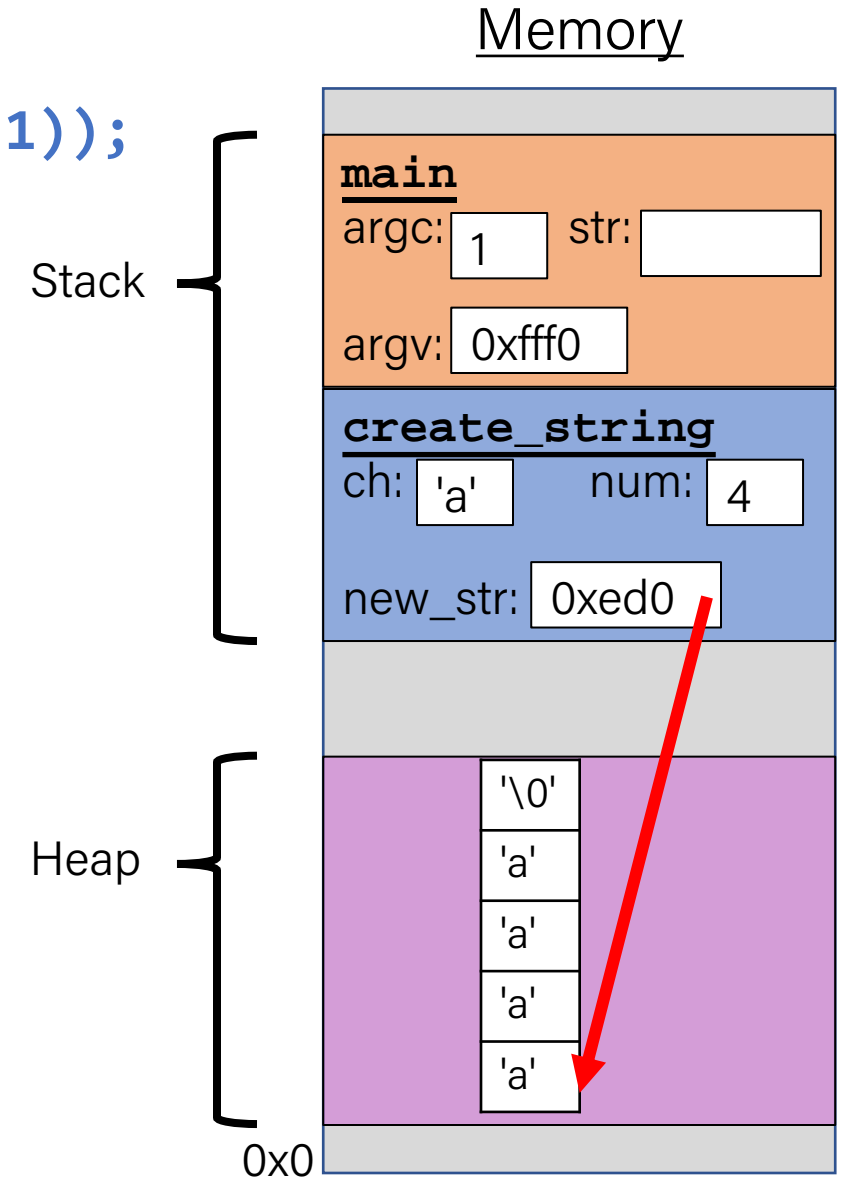 Memory
1));
main
argc: 1 str:
Stack
argv: 0xfff0
create_string
ch: 'a' num: 4
new_str: 0xed0
'\0'
Heap
'a'
'a'
'a'
'a'
0x0